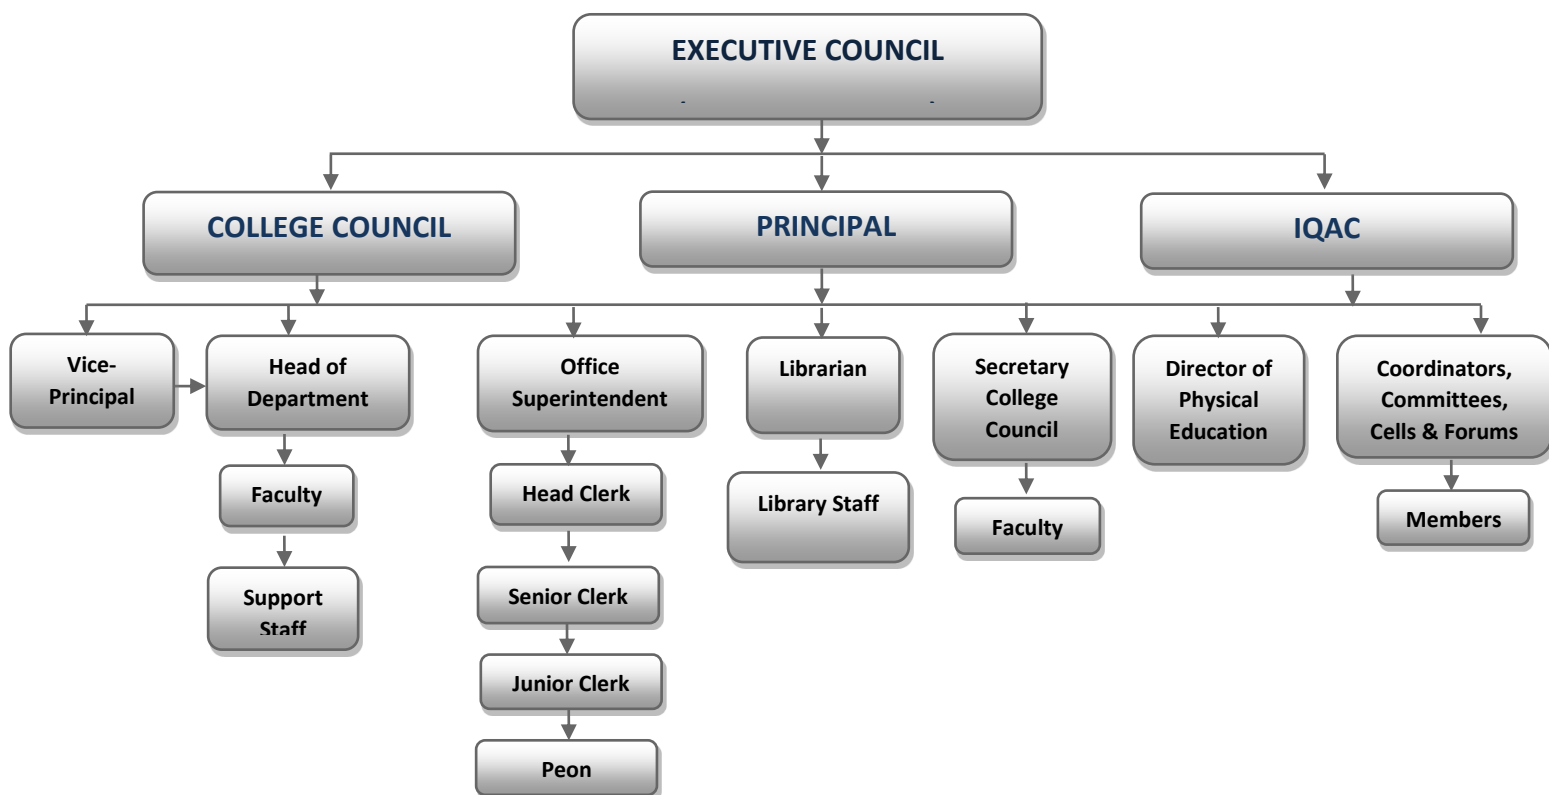 EXECUTIVE COUNCIL
COLLEGE COUNCIL
PRINCIPAL
IQAC
Vice-
Principal
Head of
Department
Office
Superintendent
Librarian
Secretary
College
Council
Director of
Physical
Education
Coordinators,
Committees,
Cells & Forums
Faculty
Head Clerk
Library Staff
Faculty
Members
Support
Staff
Senior Clerk
Junior Clerk
Peon